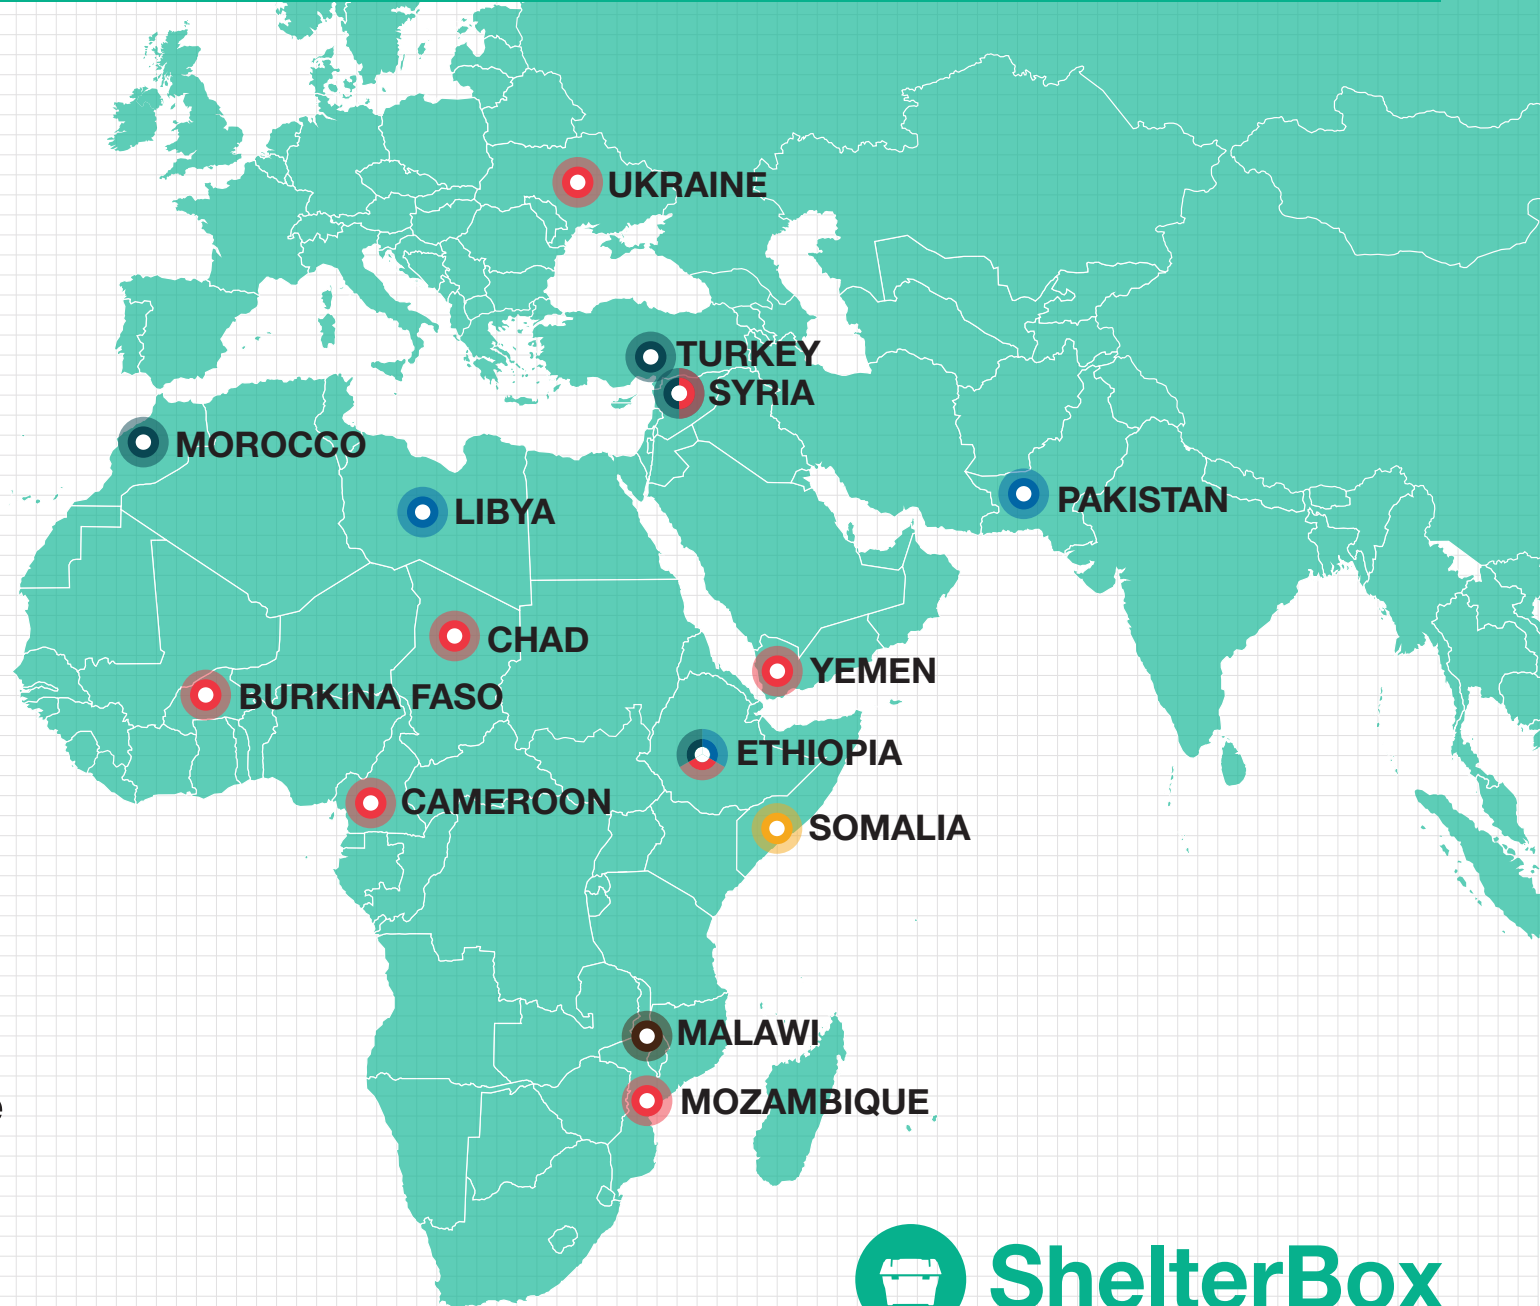 UKRAINE
TURKEY
SYRIA
MOROCCO
LIBYA
PAKISTAN
CHAD
YEMEN
BURKINA FASO
ETHIOPIA
CAMEROON
SOMALIA
MALAWI
MOZAMBIQUE
ShelterBox